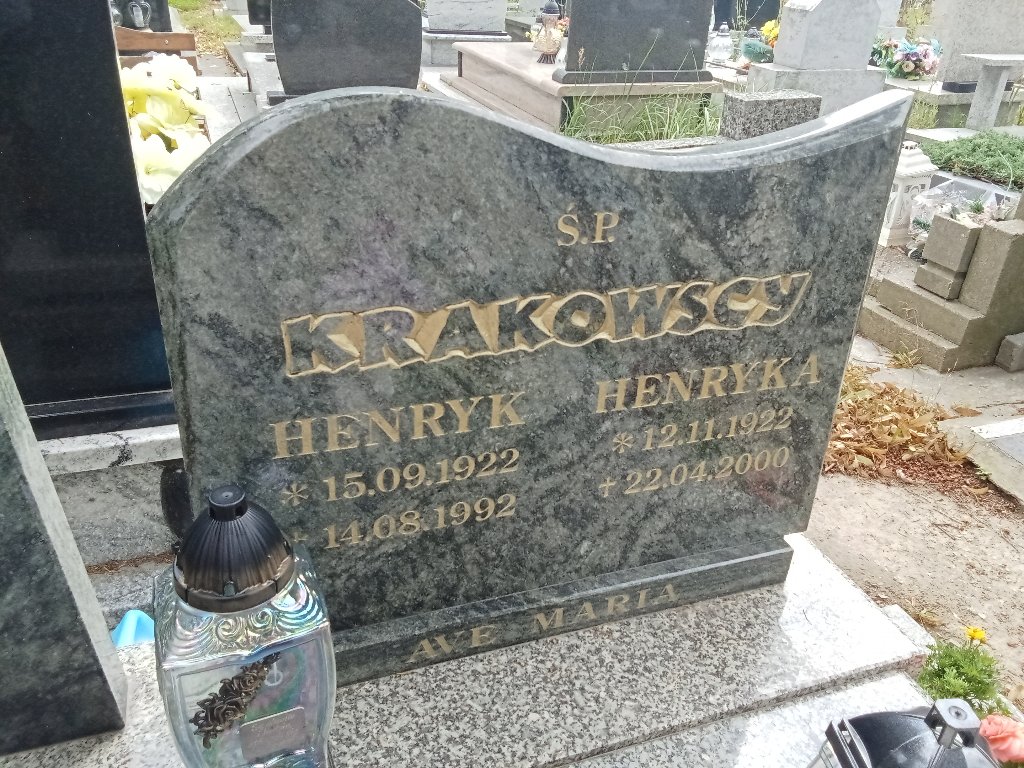 Ś.P.
KRAKOWSCY
HENRYK
* 15.09.1922
+ 14.08.1992
HENRYKA
* 12.11.1922
+ 22.04.2000
AVE MARIA